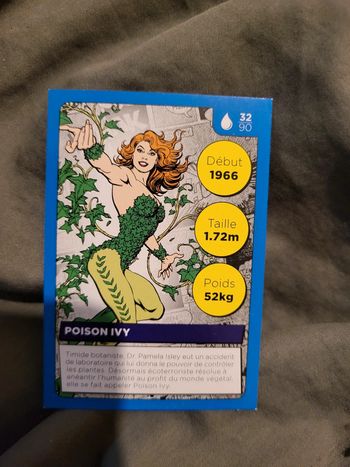 32
90
Début
1966
Taille
1.72m
Poids
52kg
POISON IVY
Timide botaniste, Dr. Pamela Isley eut un accident
de laboratoire qui lui donna le pouvoir de contrôler
les plantes. Désormais écoterroriste résolue à
anéantir l'humanité au profit du monde végétal,
elle se fait appeler Poison Ivy.